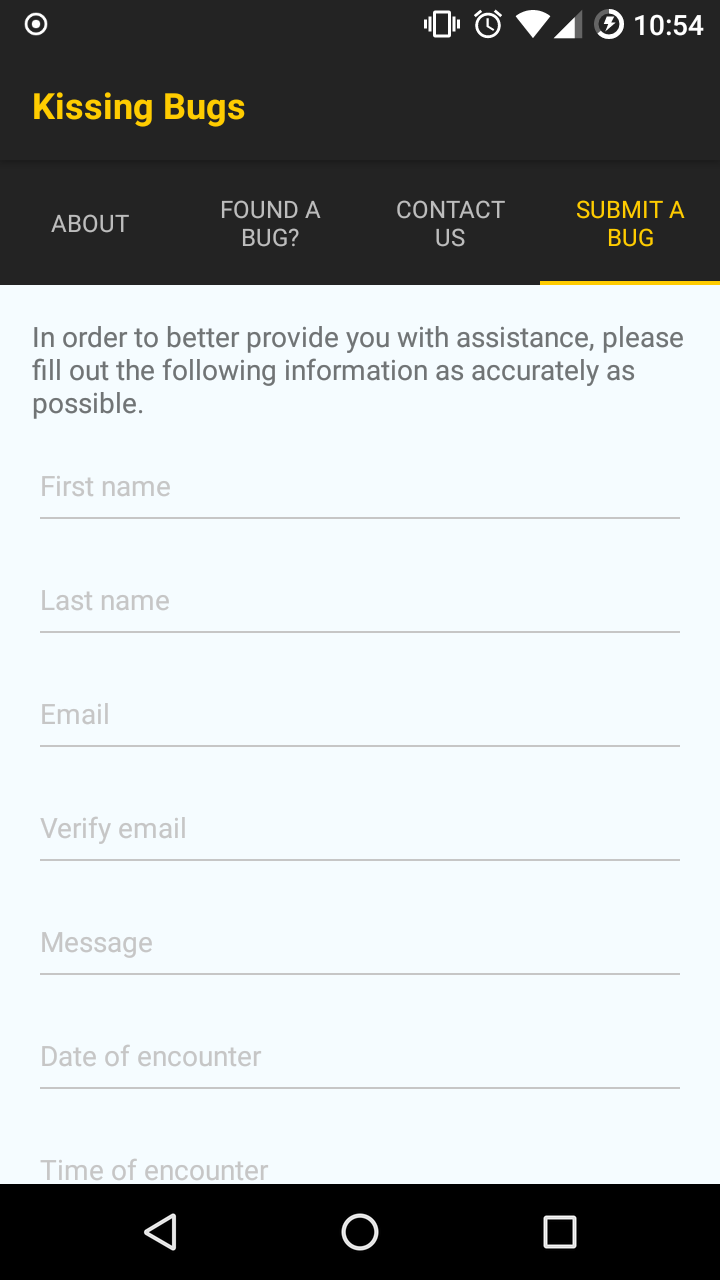 10:54
Kissing Bugs
ABOUT
FOUND A
BUG?
CONTACT
US
SUBMIT A
BUG
In order to better provide you with assistance, please
fill out the following information as accurately as
possible.
First name
Last name
Email
Verify email
Message
Date of encounter
Time of encounter